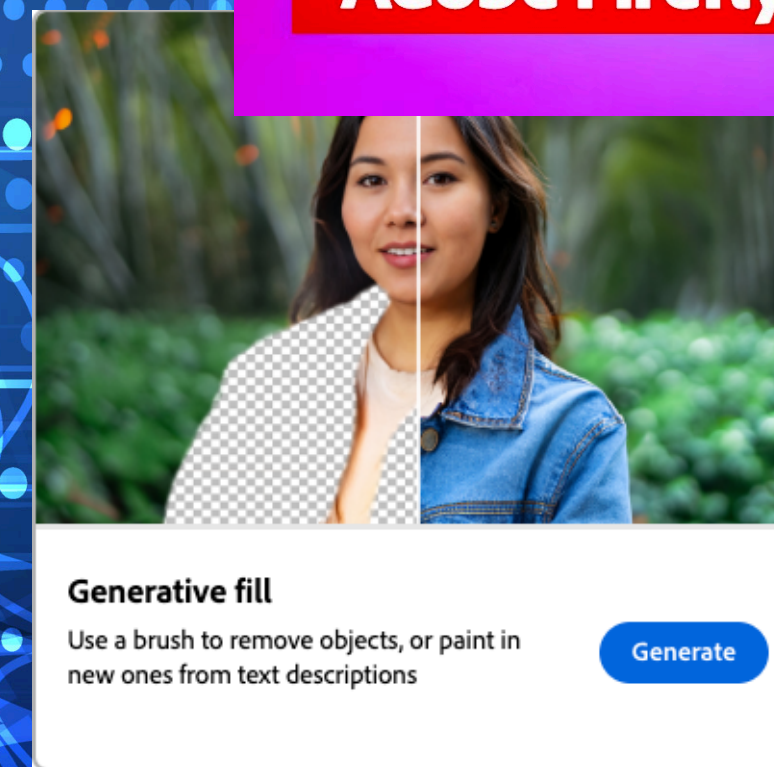 Generative fill
Use a brush to remove objects, or paint in
new ones from text descriptions
Generate